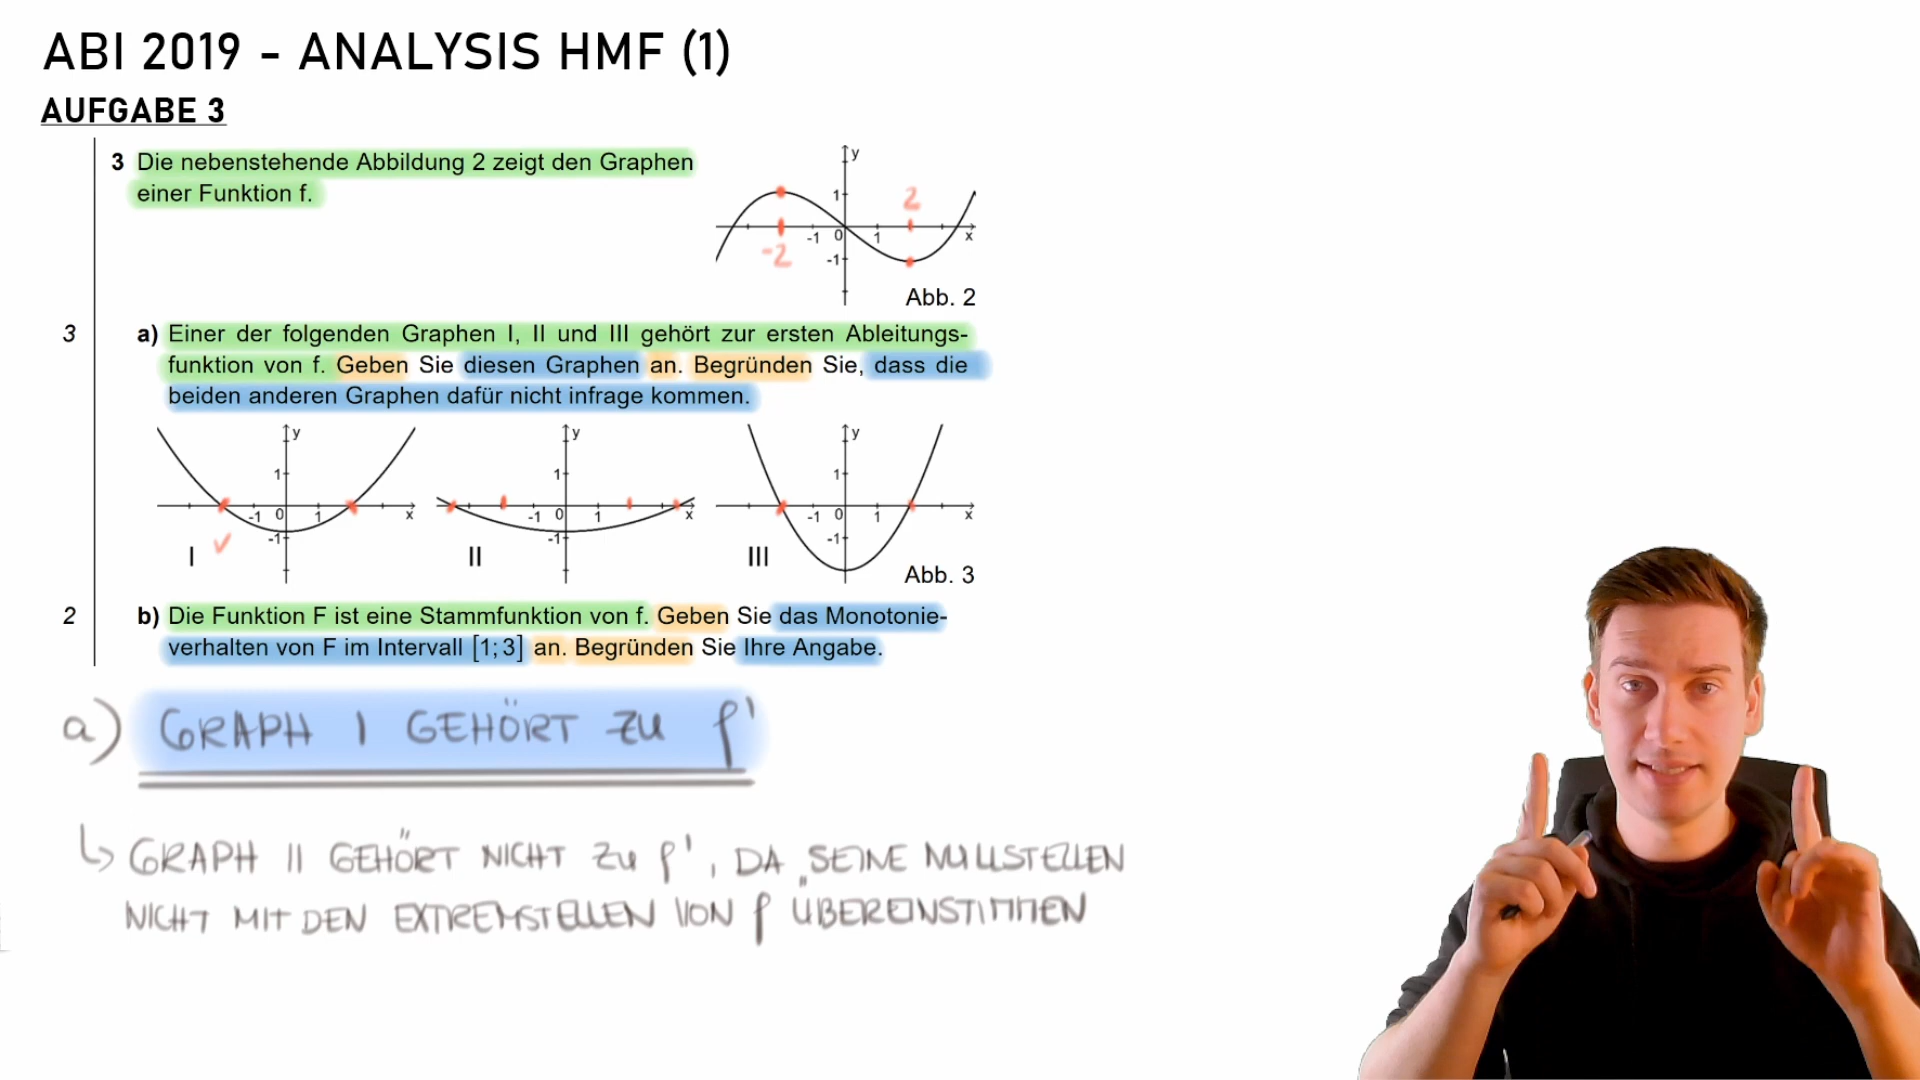 ABI 2019 - ANALYSIS HMF (1)
AUFGABE 3
3 Die nebenstehende Abbildung 2 zeigt den Graphen
einer Funktion f.
y
1
2
-1 0 1 x
-2
-1
Abb. 2
3 a) Einer der folgenden Graphen I, II und III gehört zur ersten Ableitungs-
funktion von f. Geben Sie diesen Graphen an. Begründen Sie, dass die
beiden anderen Graphen dafür nicht infrage kommen.
y y y
1 1 1
-1 0 1 x -1 0 1 x -1 0 1 x
-1 -1 -1
I ✓ II III
Abb. 3
2 b) Die Funktion F ist eine Stammfunktion von f. Geben Sie das Monotonie-
verhalten von F im Intervall [1;3] an. Begründen Sie Ihre Angabe.
a) GRAPH I GEHÖRT ZU f'
↳ GRAPH II GEHÖRT NICHT ZU f', DA SEINE NULLSTELLEN
NICHT MIT DEN EXTREMSTELLEN VON f ÜBEREINSTIMMEN